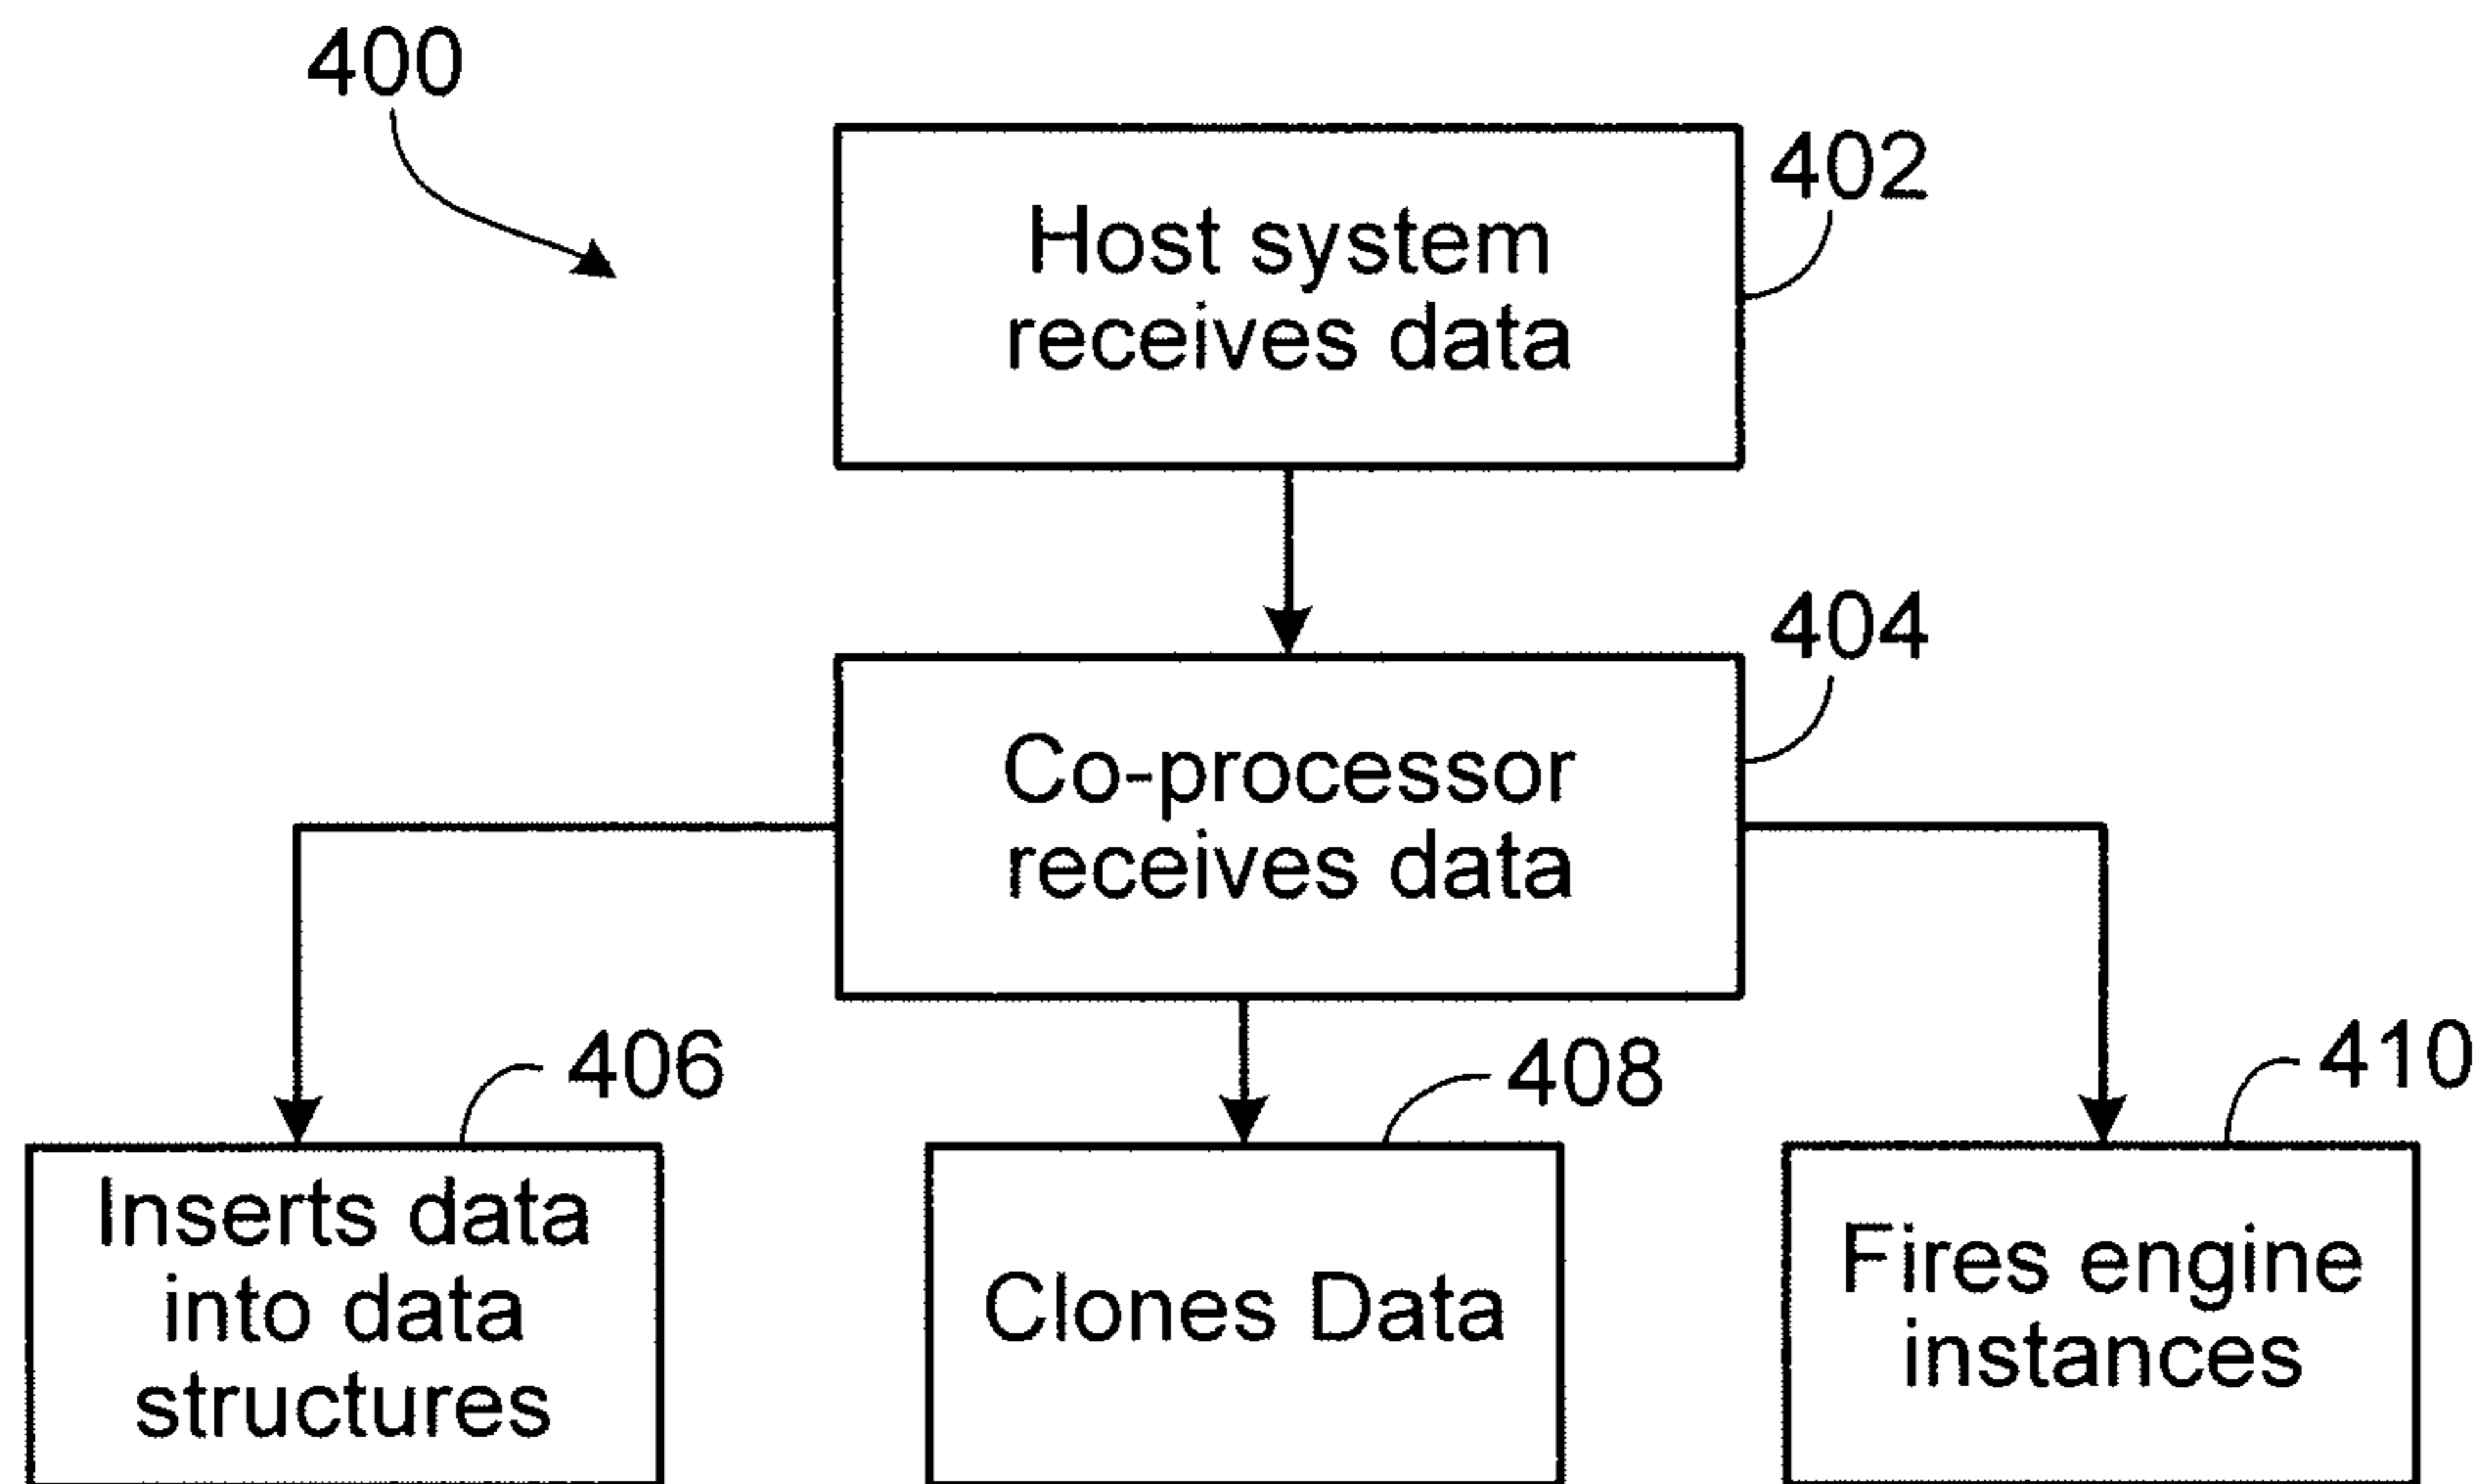 400
402
Host system
receives data
404
Co-processor
receives data
406
408
410
Inserts data
into data
structures
Clones Data
Fires engine
instances